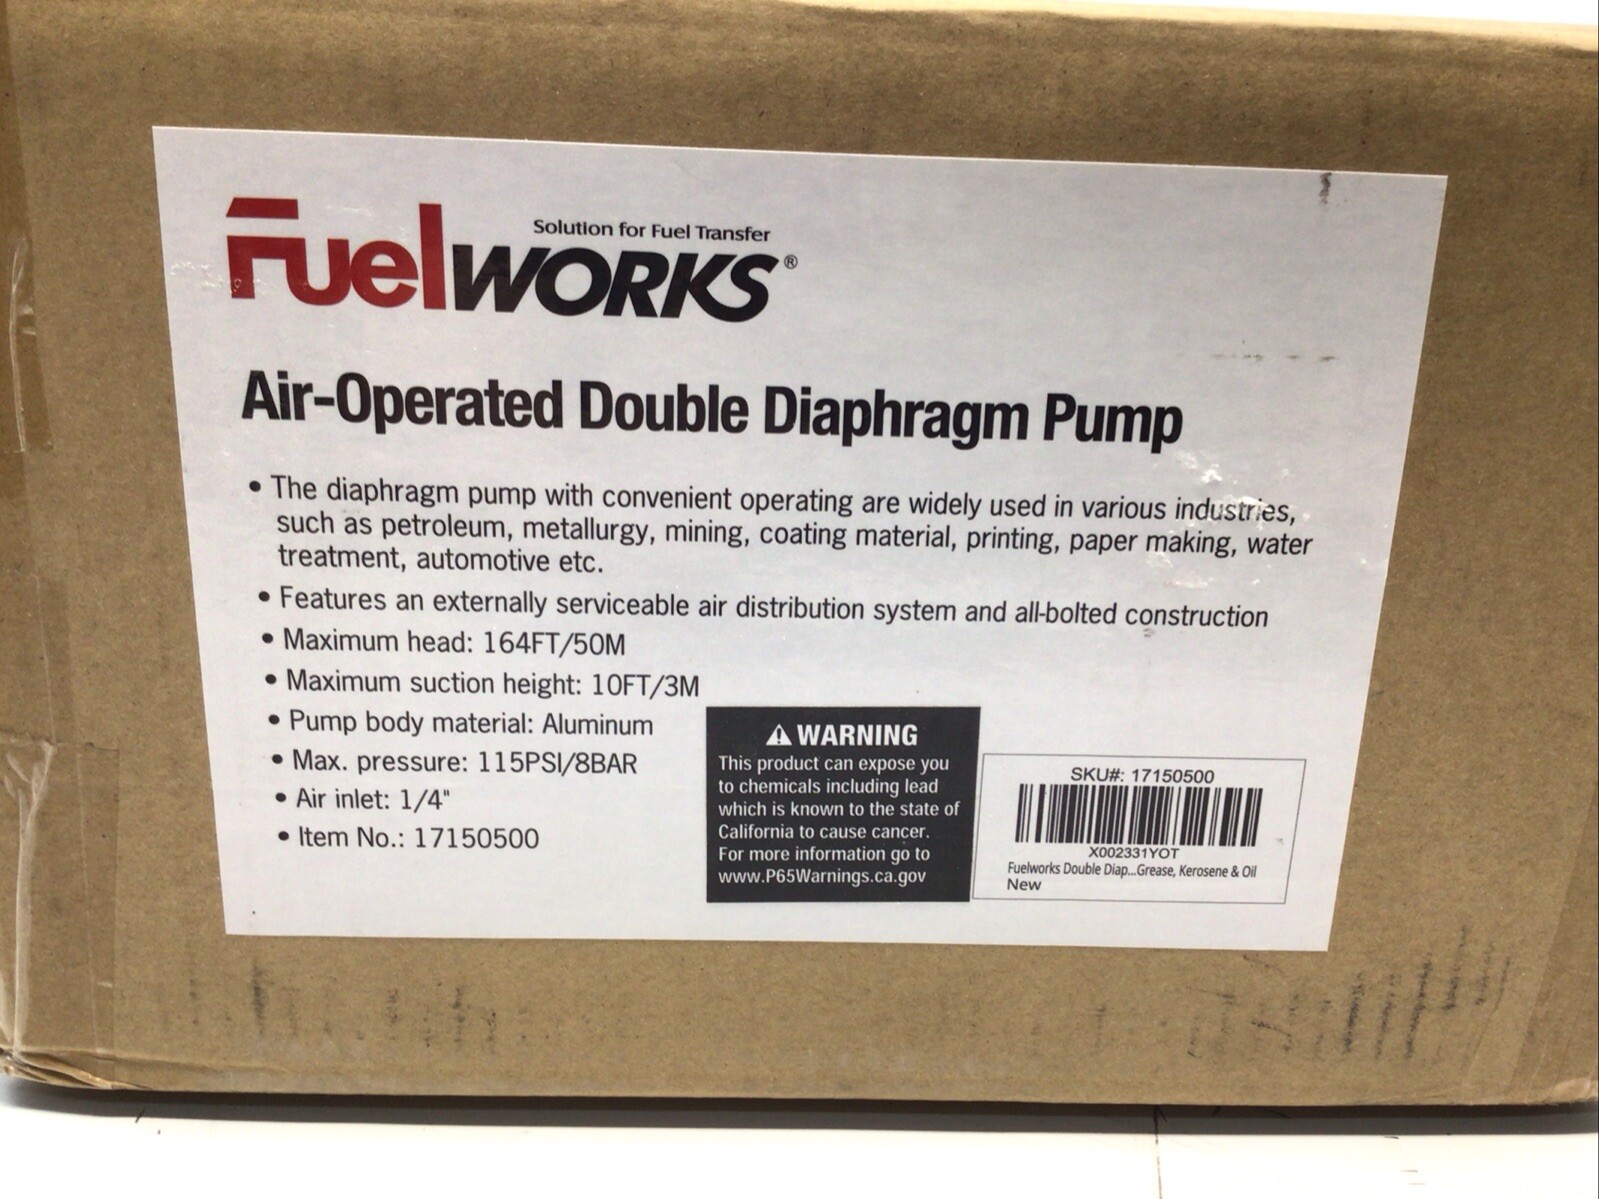 Solution for Fuel Transfer
FuelWORKS®
Air-Operated Double Diaphragm Pump
• The diaphragm pump with convenient operating are widely used in various industries,
such as petroleum, metallurgy, mining, coating material, printing, paper making, water
treatment, automotive etc.
• Features an externally serviceable air distribution system and all-bolted construction
• Maximum head: 164FT/50M
• Maximum suction height: 10FT/3M
• Pump body material: Aluminum
• Max. pressure: 115PSI/8BAR
• Air inlet: 1/4"
• Item No.: 17150500
⚠ WARNING
This product can expose you
to chemicals including lead
which is known to the state of
California to cause cancer.
For more information go to
www.P65Warnings.ca.gov
SKU#: 17150500
X002331YOT
Fuelworks Double Diap...Grease, Kerosene & Oil
New